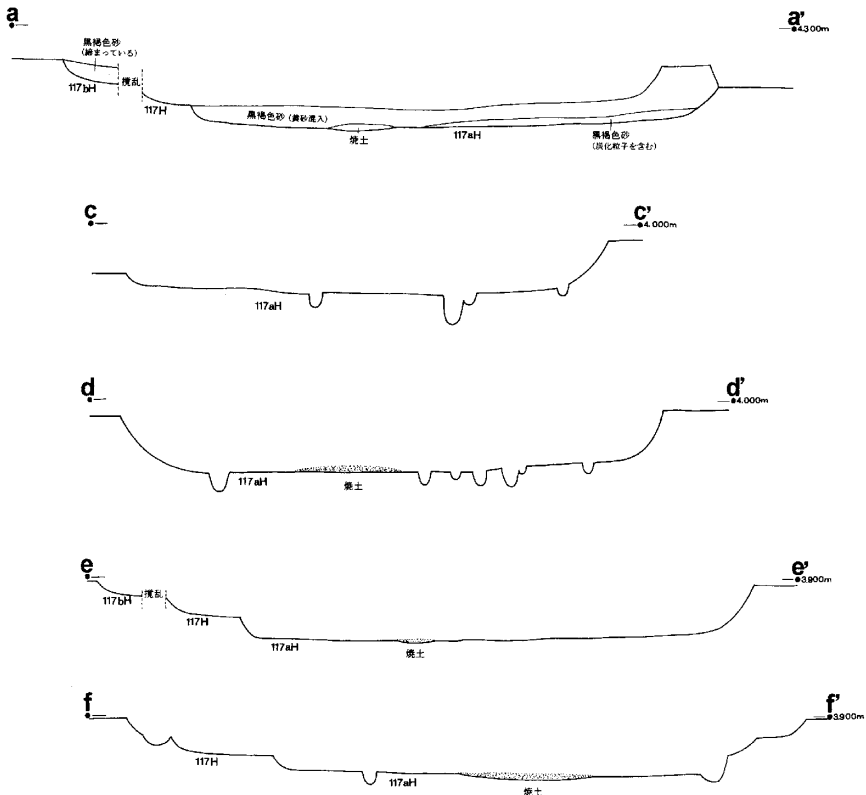 a
a'
4.300m
黒褐色砂
(締まっている)
117bH
攪乱
117H
黒褐色砂 (黄砂混入)
焼土
117aH
黒褐色砂
(炭化粒子を含む)
c
c'
4.000m
117aH
d
d'
4.000m
117aH
焼土
e
e'
3.900m
117bH
攪乱
117H
117aH
焼土
f
f'
3.900m
117H
117aH
焼土